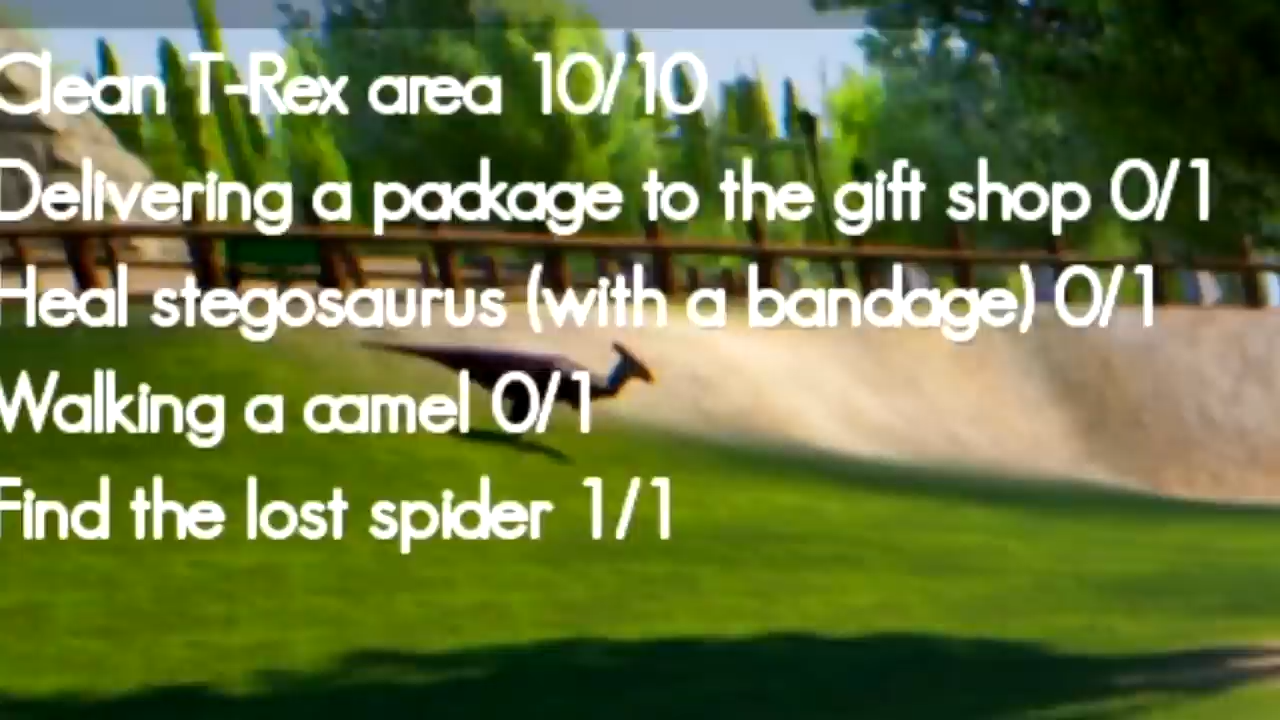 Clean T-Rex area 10/10
Delivering a package to the gift shop 0/1
Heal stegosaurus (with a bandage) 0/1
Walking a camel 0/1
Find the lost spider 1/1